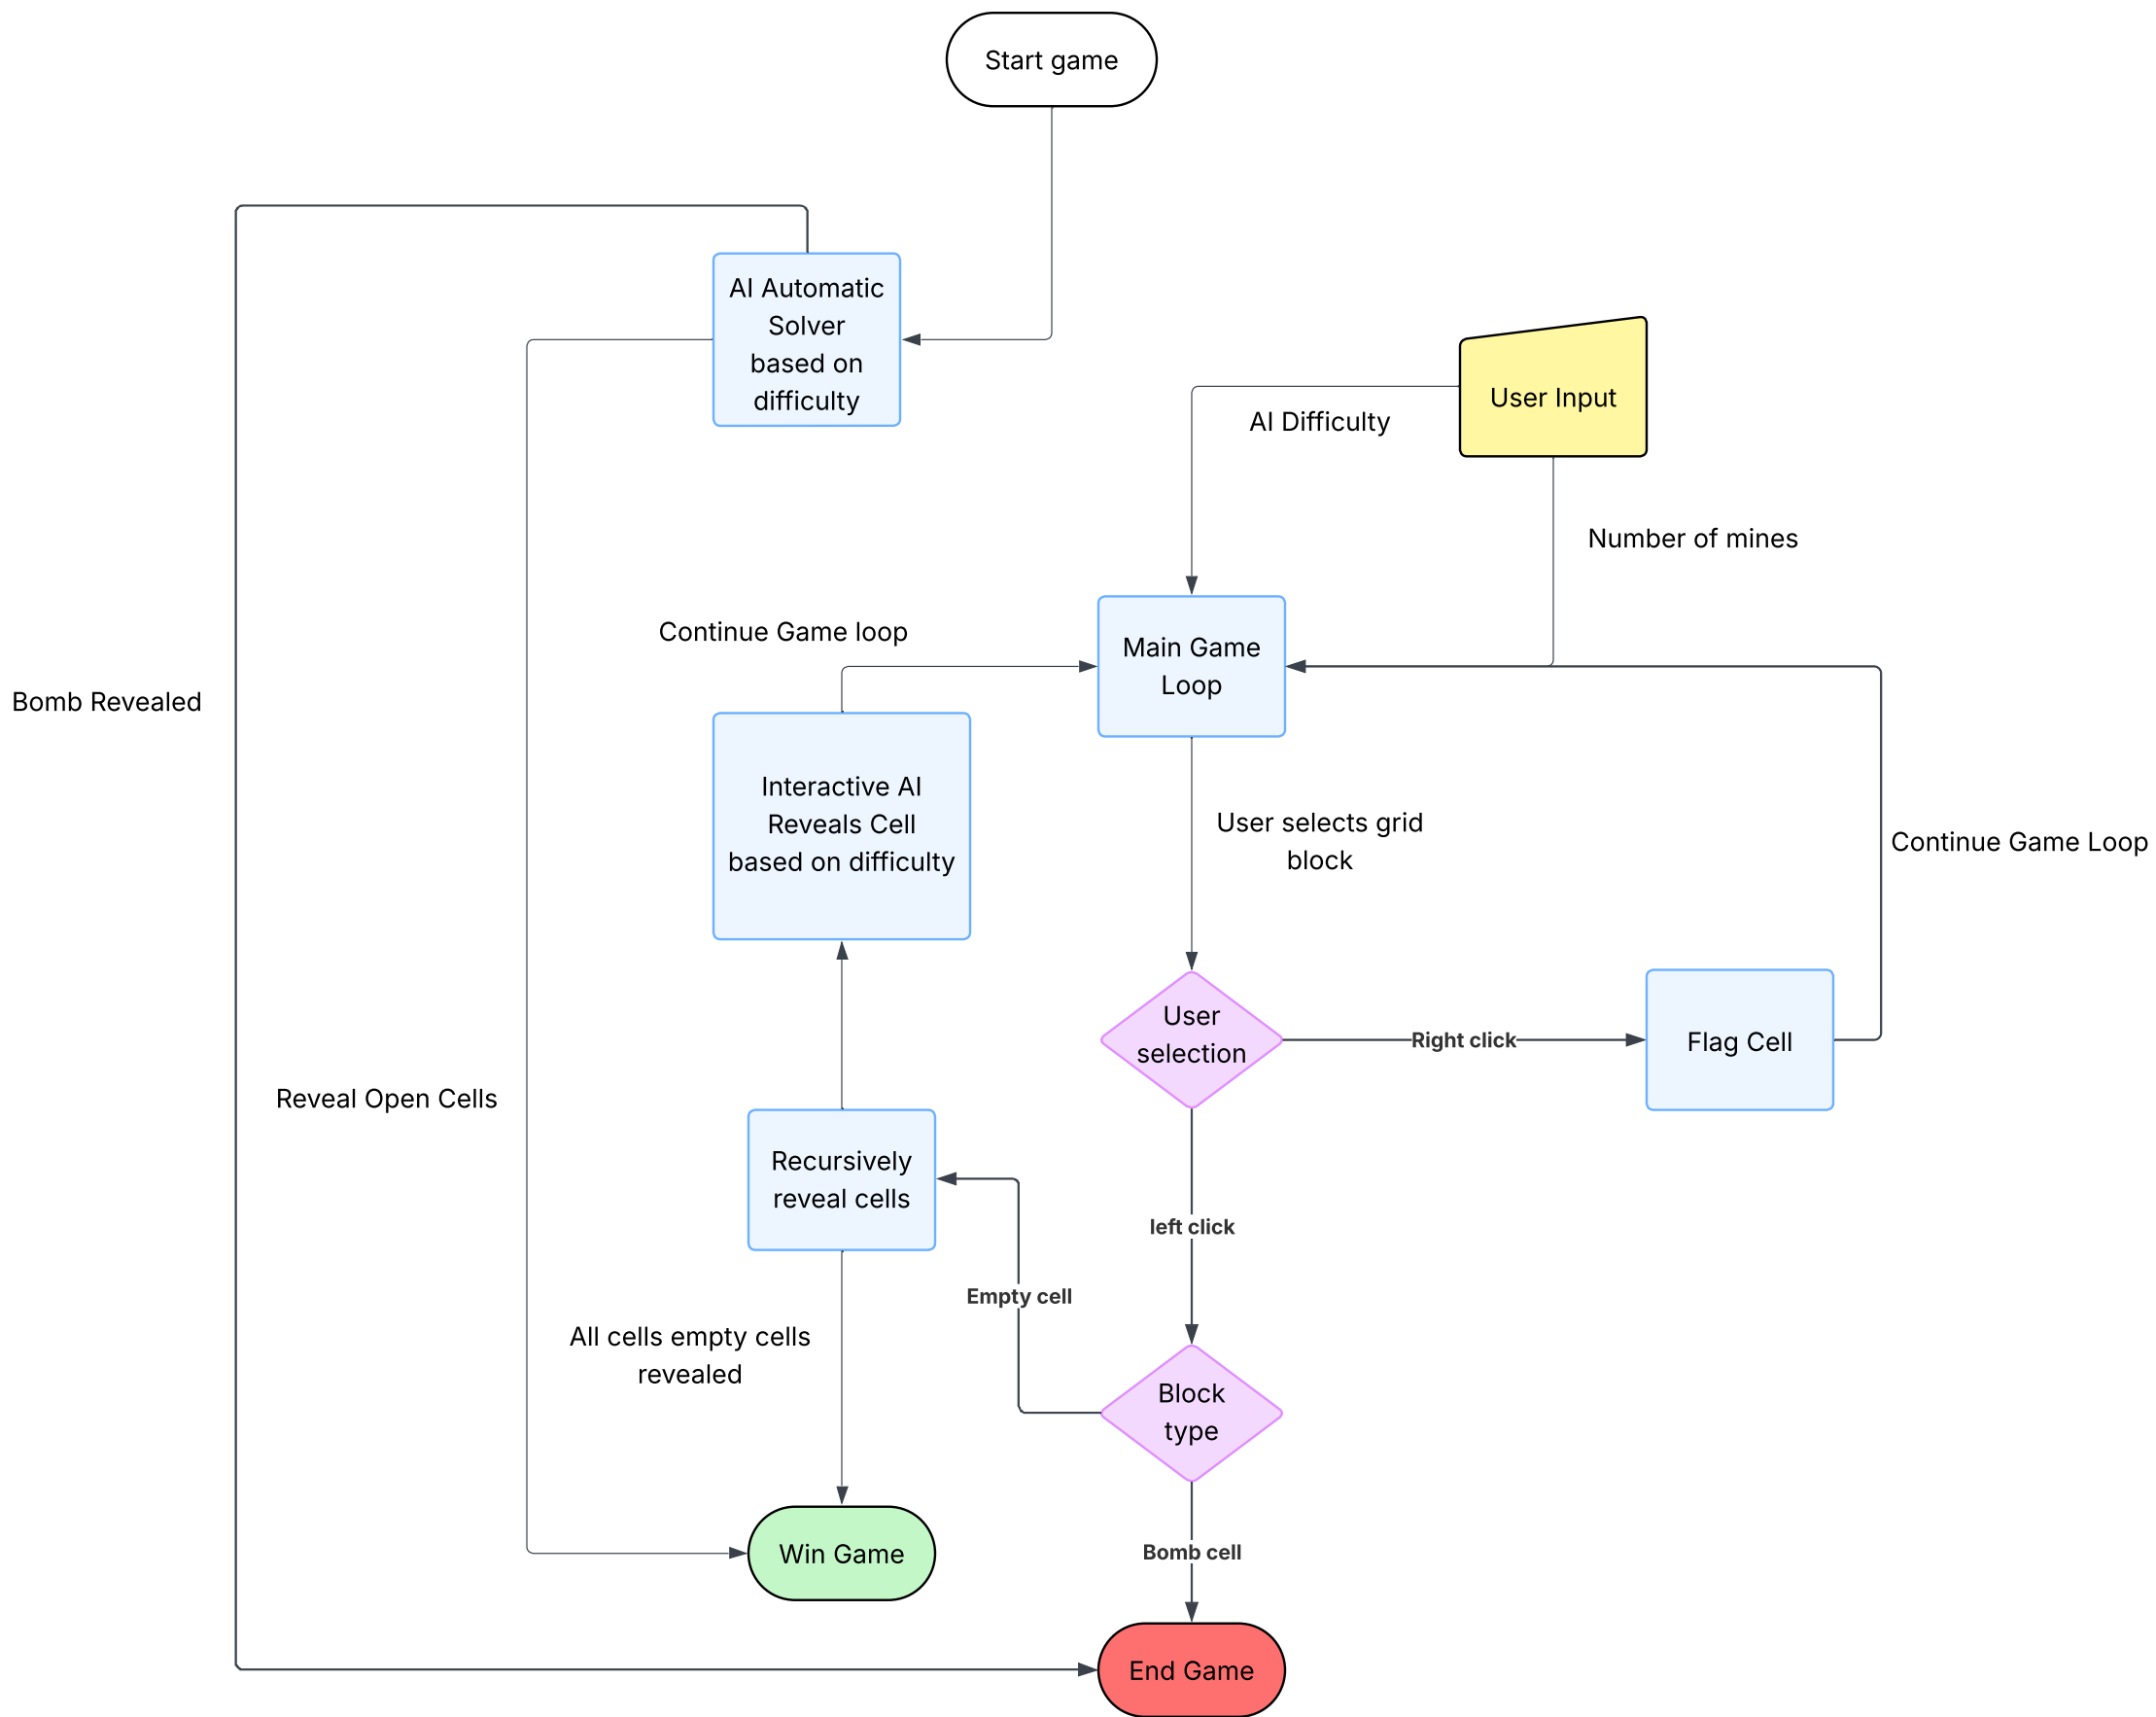 Start game
AI Automatic
Solver
based on
difficulty
User Input
AI Difficulty
Number of mines
Continue Game loop
Main Game
Loop
Bomb Revealed
Interactive AI
Reveals Cell
based on difficulty
User selects grid
block
Continue Game Loop
User
selection
Right click
Flag Cell
Reveal Open Cells
Recursively
reveal cells
left click
Empty cell
All cells empty cells
revealed
Block
type
Win Game
Bomb cell
End Game